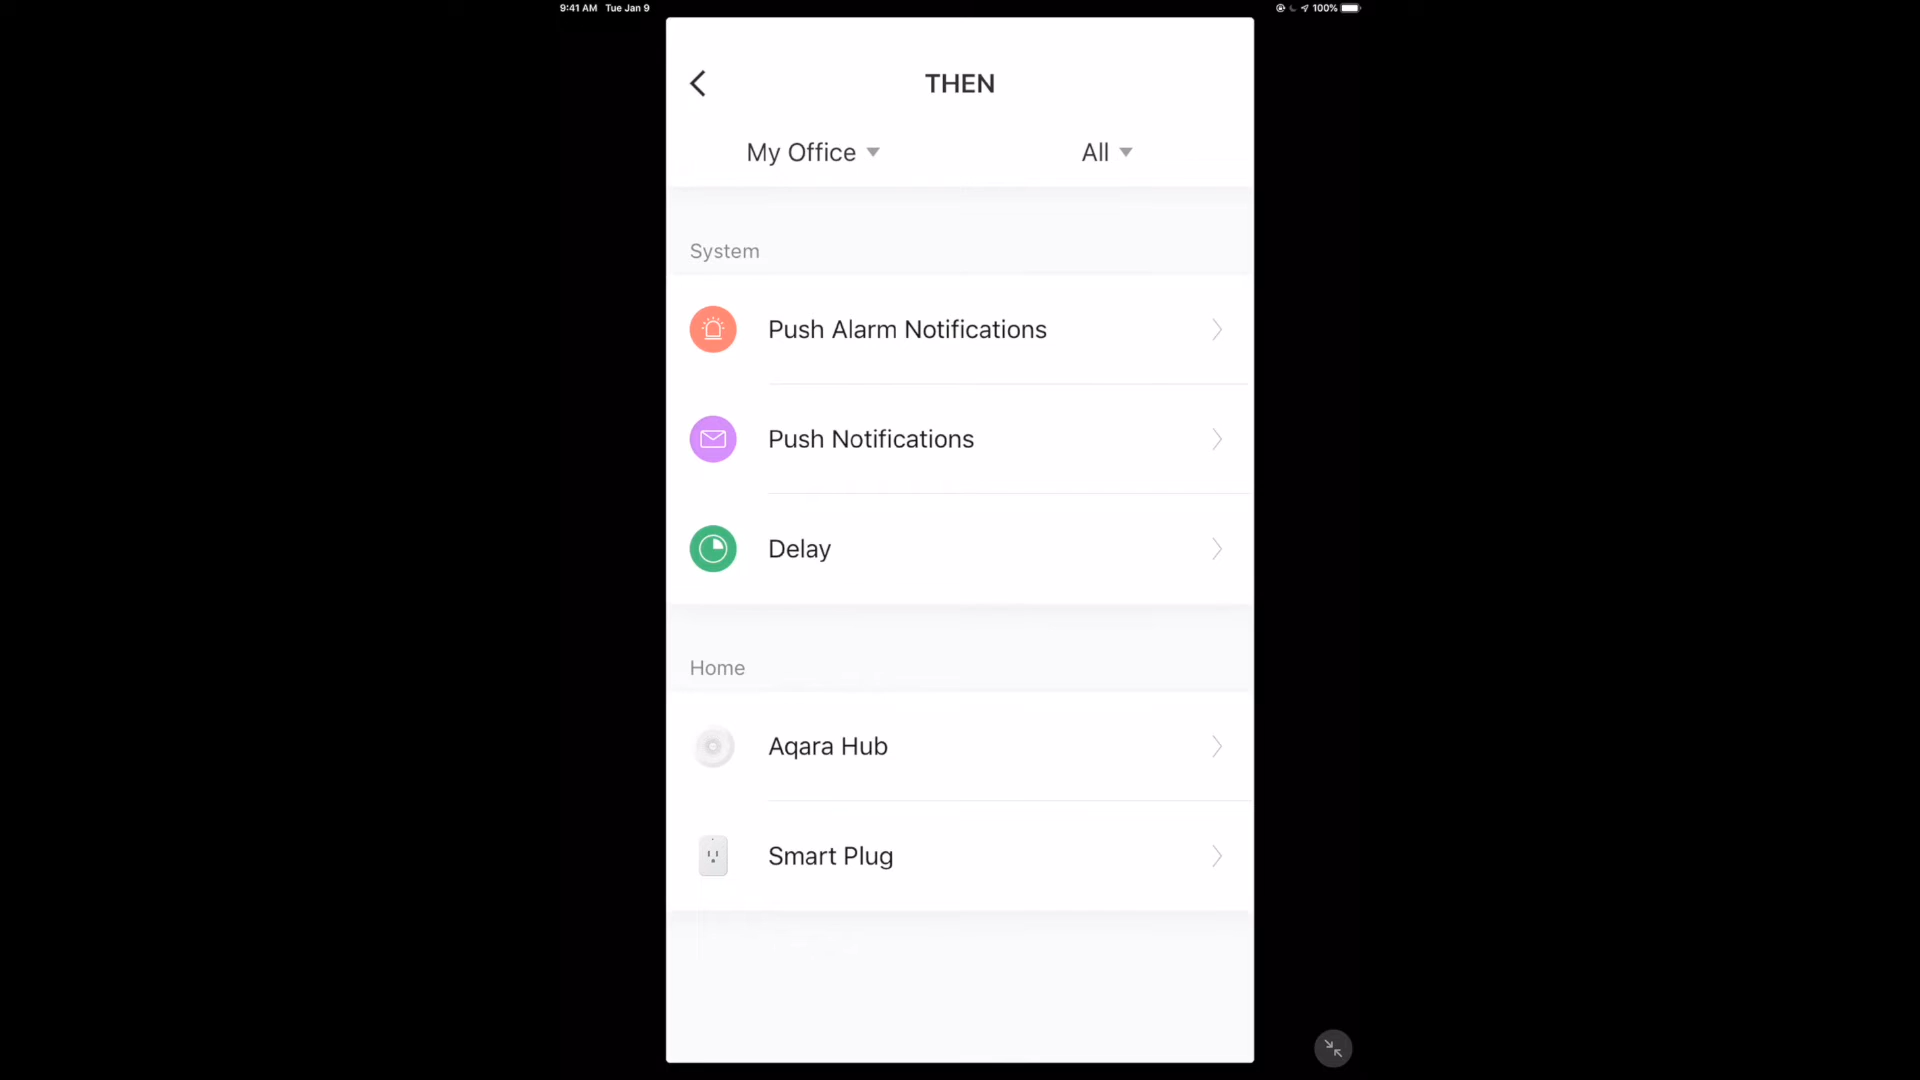 9:41 AM Tue Jan 9
100%
THEN
My Office
All
System
Push Alarm Notifications
Push Notifications
Delay
Home
Aqara Hub
Smart Plug